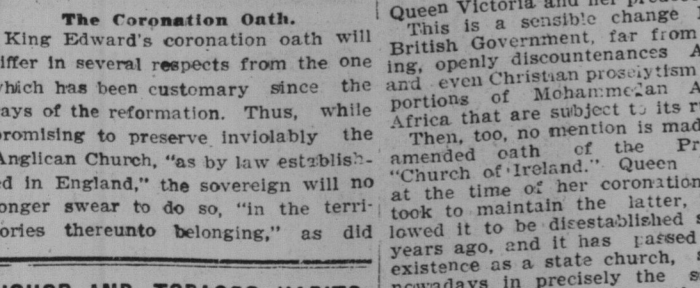 The Coronation Oath.
King Edward's coronation oath will
iffer in several respects from the one
which has been customary since the
ays of the reformation. Thus, while
promising to preserve inviolably the
Anglican Church, "as by law establish-
ed in England," the sovereign will no
onger swear to do so, "in the terri-
ories thereunto belonging," as did
Queen Victoria and her
This is a sensible change
British Government, far from
ing, openly discountenances
and even Christian proselytism
portions of Mohammedan A
Africa that are subject to its r
Then, too, no mention is mad
amended oath of the Pr
"Church of Ireland." Queen
at the time of her coronation
took to maintain the latter,
lowed it to be disestablished s
years ago, and it has passed
existence as a state church,
nowadays in precisely the s
LIQUOR AND TOBACCO HABITS